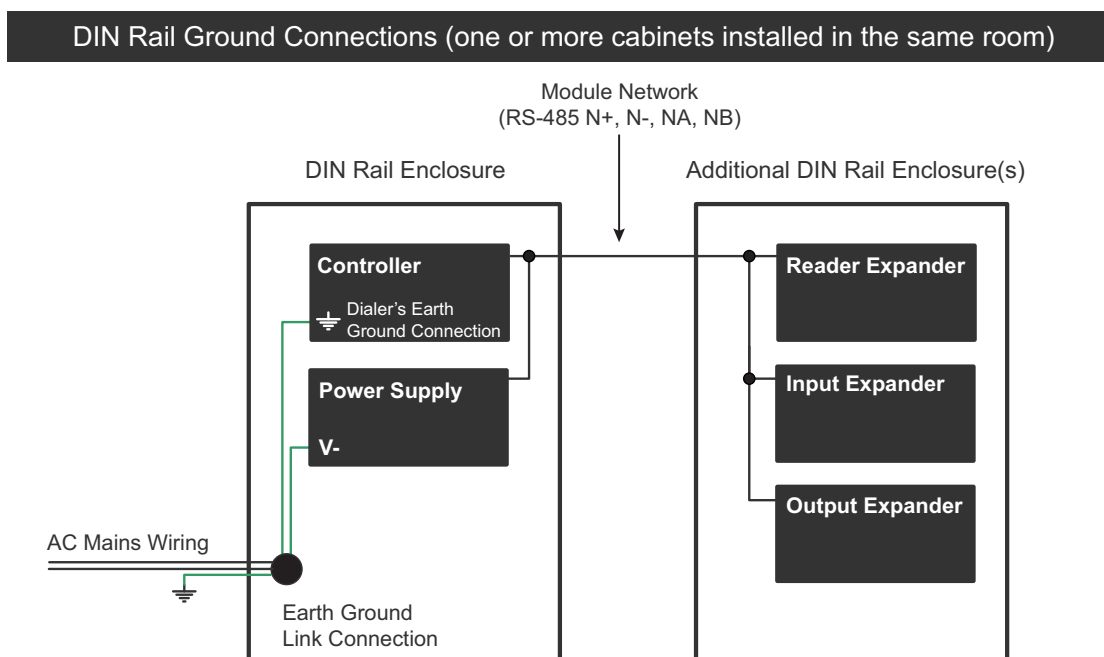 DIN Rail Ground Connections (one or more cabinets installed in the same room)
Module Network
(RS-485 N+, N-, NA, NB)
DIN Rail Enclosure
Additional DIN Rail Enclosure(s)
Controller
Dialer's Earth
Ground Connection
Power Supply
V-
Reader Expander
Input Expander
Output Expander
AC Mains Wiring
Earth Ground
Link Connection